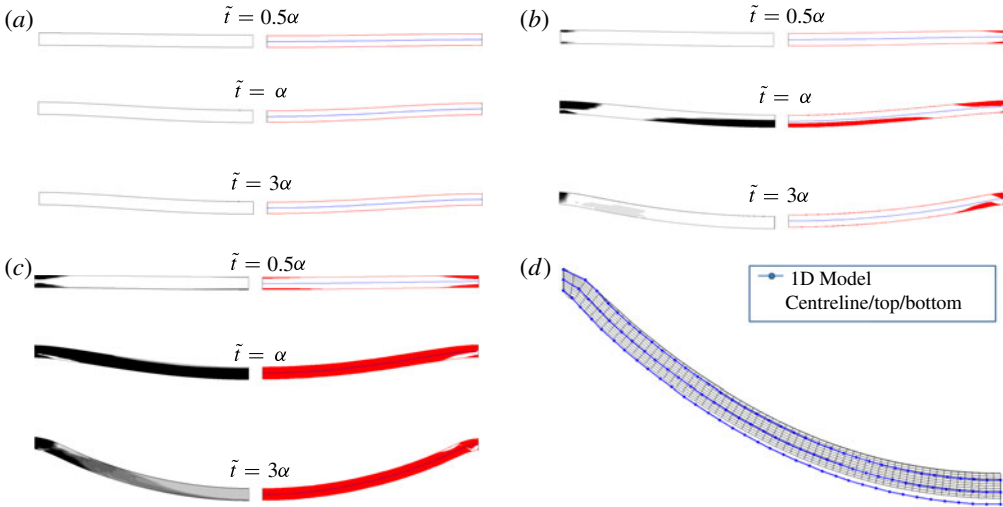 (a)
t̃ = 0.5α
t̃ = α
t̃ = 3α
(b)
t̃ = 0.5α
t̃ = α
t̃ = 3α
(c)
t̃ = 0.5α
t̃ = α
t̃ = 3α
(d)
1D Model
Centreline/top/bottom